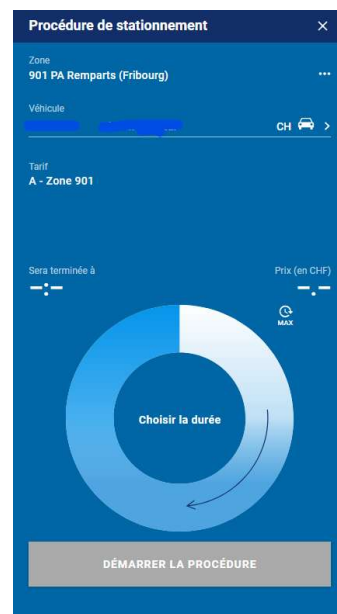 Procédure de stationnement
Zone
901 PA Remparts (Fribourg)
Véhicule
CH
Tarif
A - Zone 901
Sera terminée à
Prix (en CHF)
–:–
–.–
MAX
Choisir la durée
DÉMARRER LA PROCÉDURE